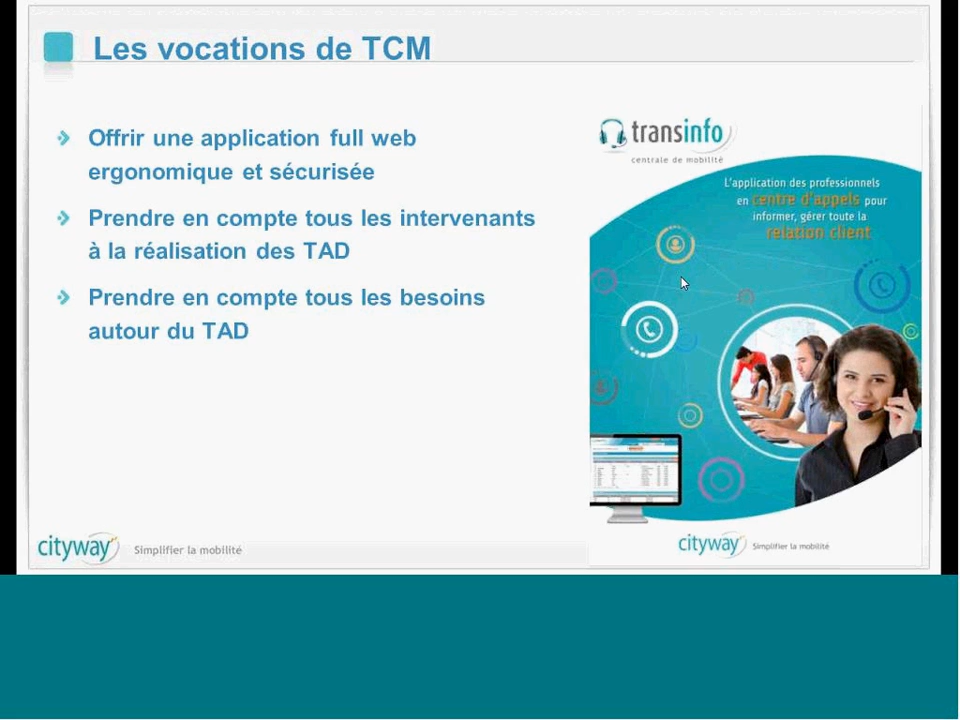 Les vocations de TCM
Offrir une application full web
ergonomique et sécurisée
Prendre en compte tous les intervenants
à la réalisation des TAD
Prendre en compte tous les besoins
autour du TAD
transinfo
centrale de mobilité
L'application des professionnels
en centre d'appels pour
informer, gérer toute la
relation client
cityway
Simplifier la mobilité
cityway
Simplifier la mobilité